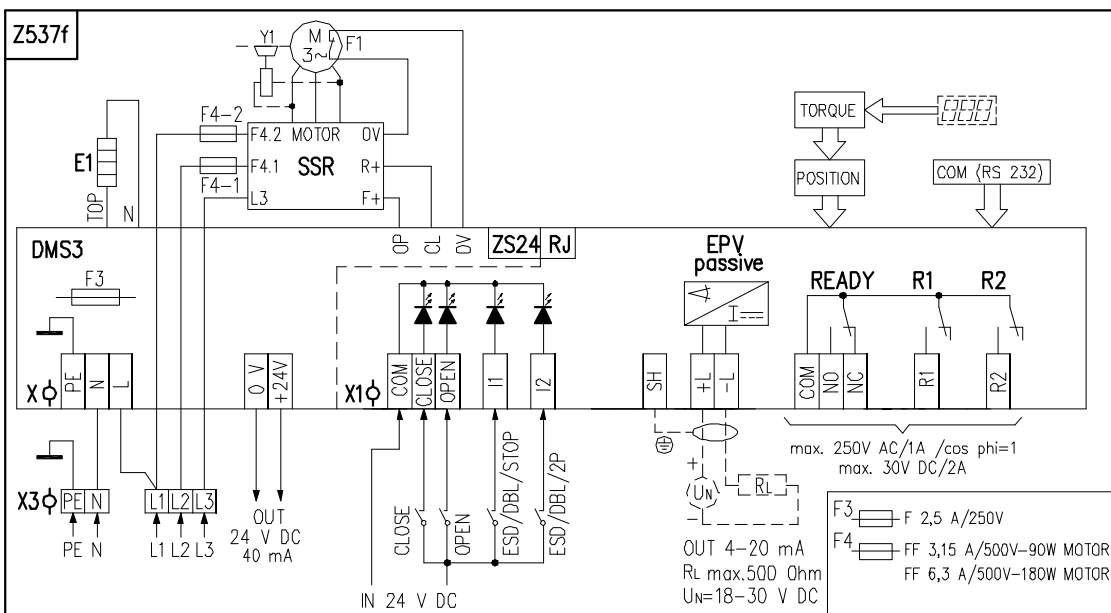 Z537f
Y1
M
3~
F1
F4-2
F4.2 MOTOR 0V
E1
F4.1 SSR R+
F4-1
L3 F+
TORQUE
POSITION
COM (RS 232)
TOP
N
OP
CL
OV
DMS3
ZS24 RJ
EPV
passive
F3
READY R1 R2
I
X
PE
N
L
0 V
+24V
X1
COM
CLOSE
OPEN
I1
I2
SH
+L
-L
COM
NO
NC
R1
R2
max. 250V AC/1A /cos phi=1
max. 30V DC/2A
X3
PE N
L1 L2 L3
PE N
L1 L2 L3
OUT
24 V DC
40 mA
CLOSE
OPEN
ESD/DBL/STOP
ESD/DBL/2P
IN 24 V DC
+
UN
-
RL
OUT 4-20 mA
RL max.500 Ohm
UN=18-30 V DC
F3 F 2,5 A/250V
F4 FF 3,15 A/500V-90W MOTOR
FF 6,3 A/500V-180W MOTOR